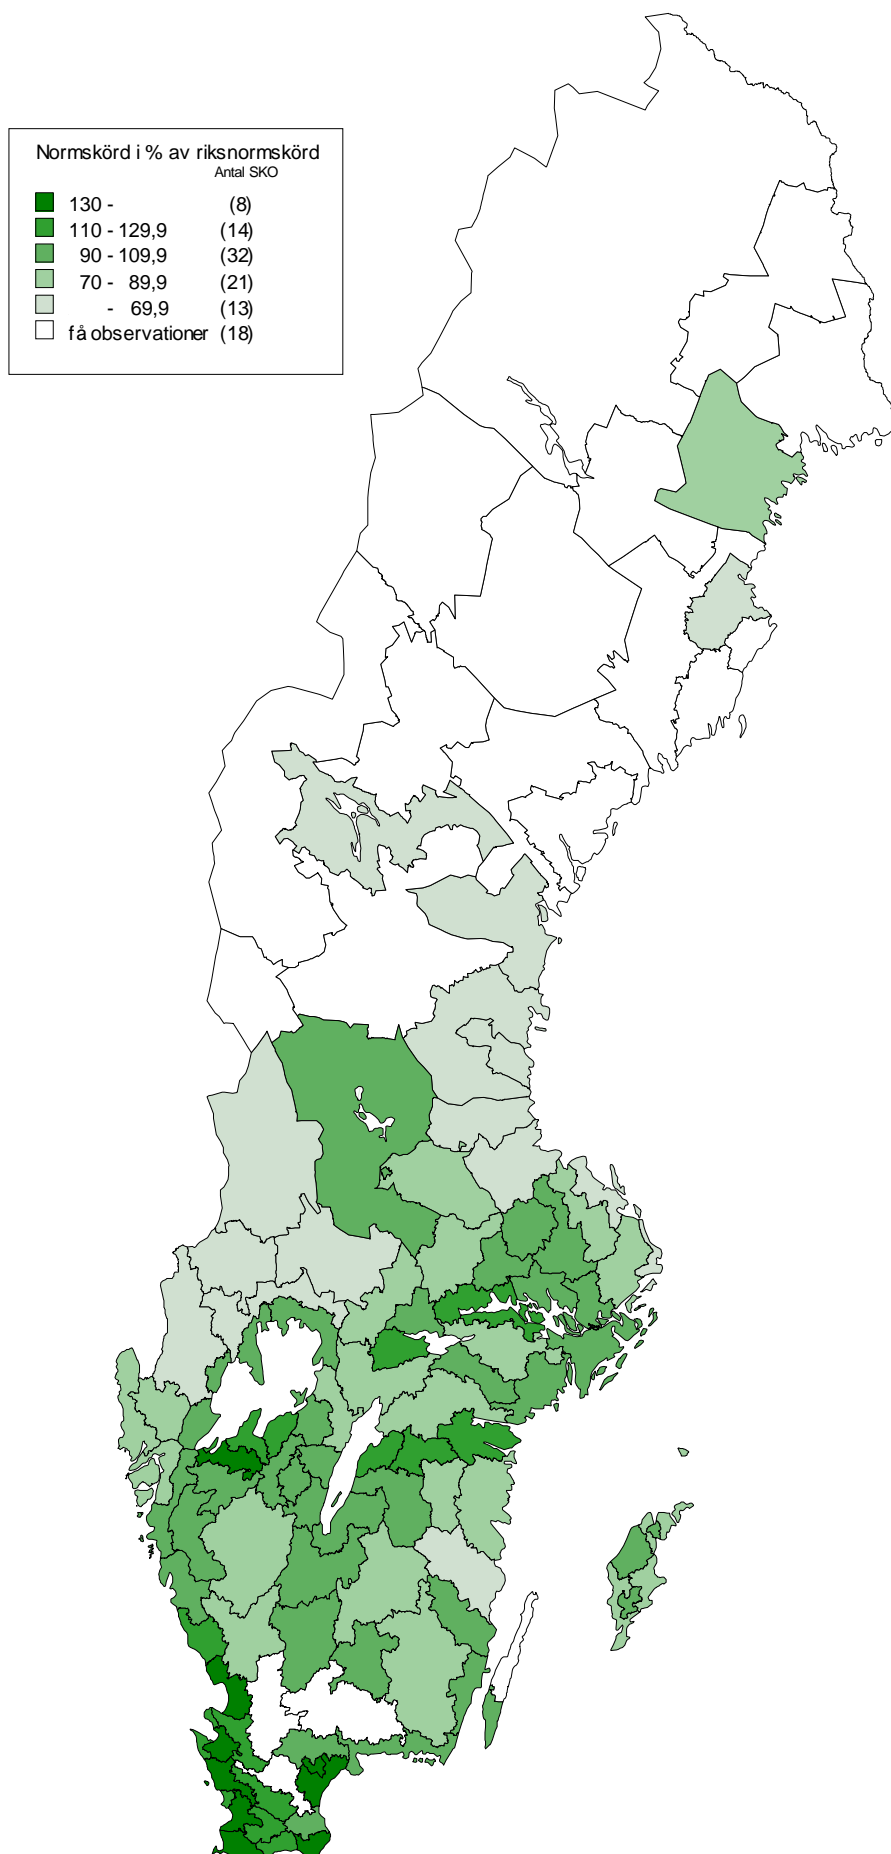 Normskörd i % av riksnormskörd
Antal SKO
130 - (8)
110 - 129,9 (14)
90 - 109,9 (32)
70 - 89,9 (21)
- 69,9 (13)
få observationer (18)